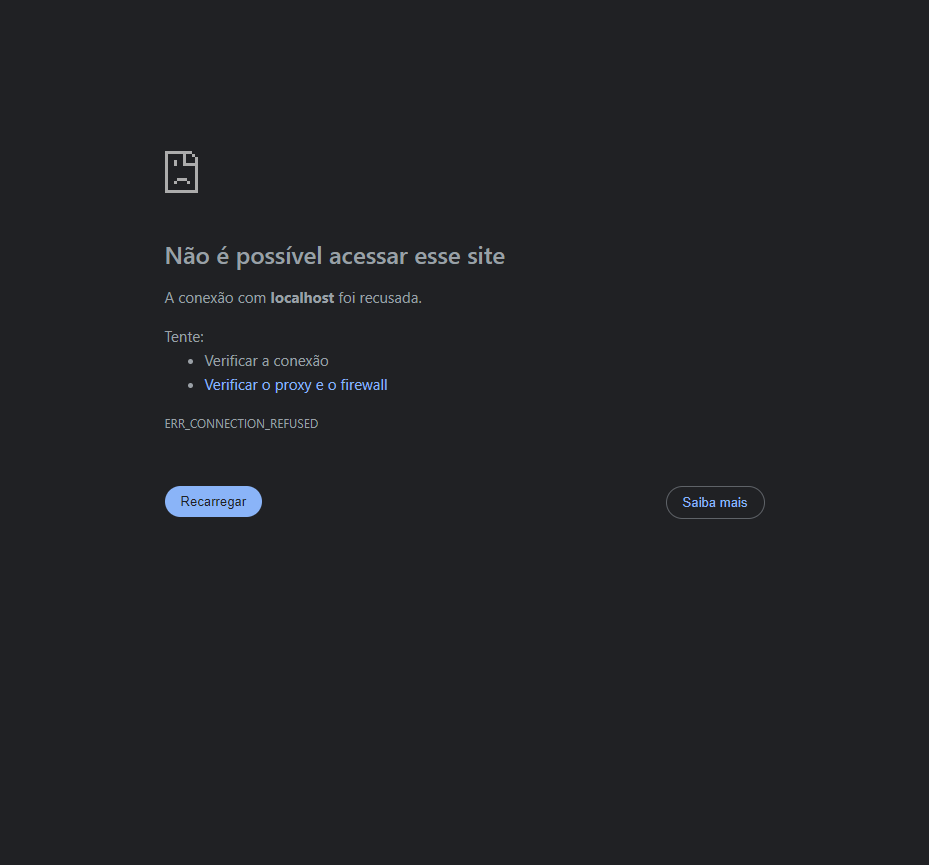 Não é possível acessar esse site
A conexão com localhost foi recusada.
Tente:
• Verificar a conexão
• Verificar o proxy e o firewall
ERR_CONNECTION_REFUSED
Recarregar
Saiba mais